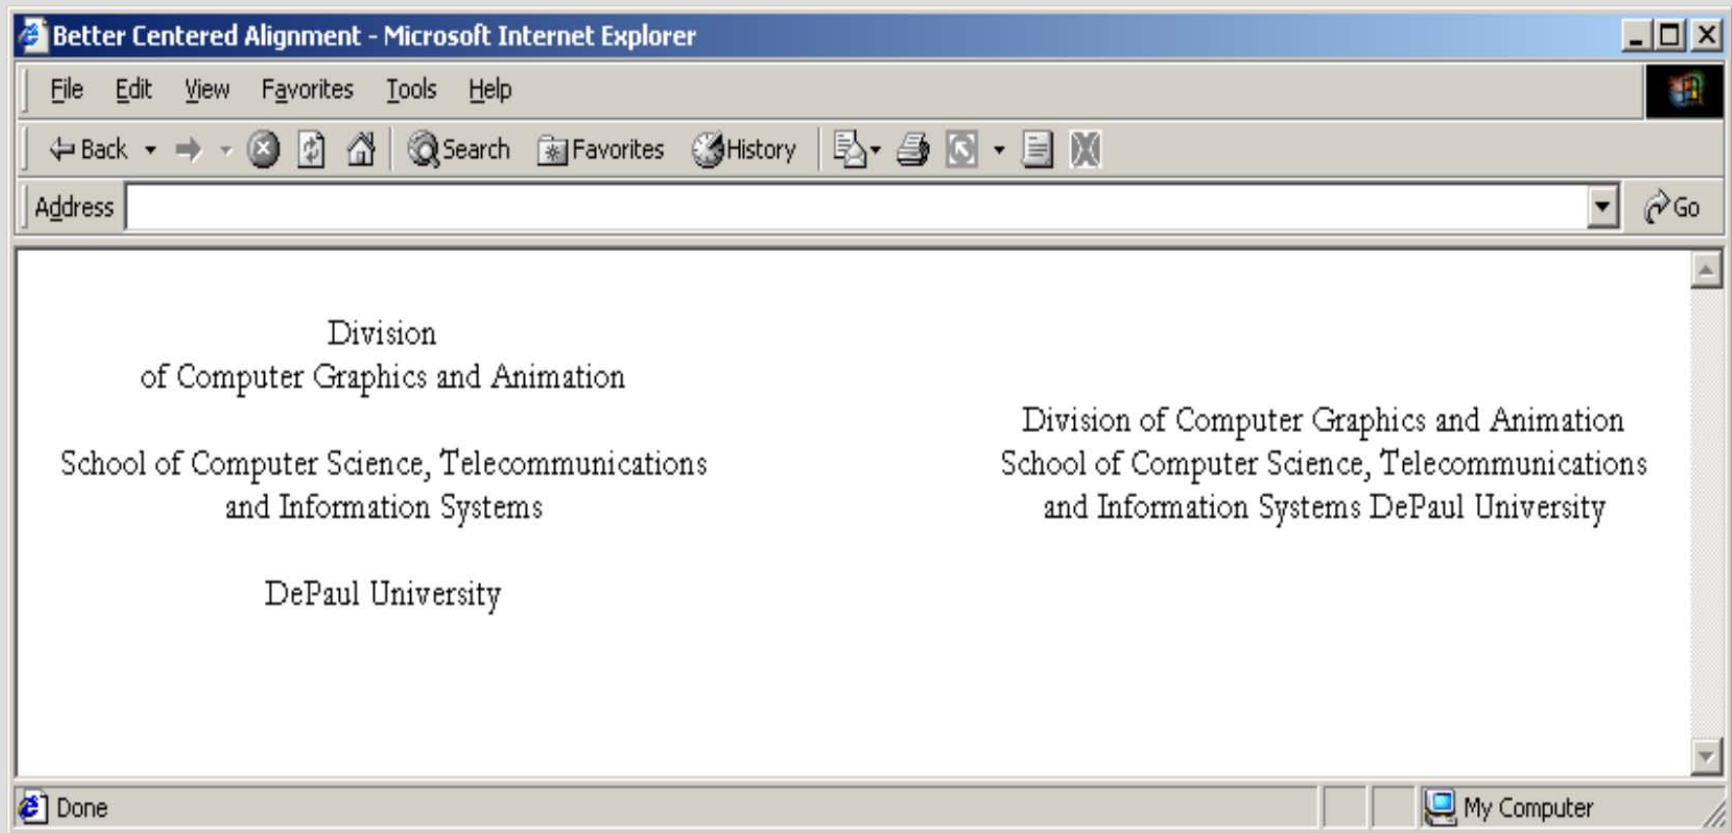 Better Centered Alignment - Microsoft Internet Explorer
File Edit View Favorites Tools Help
Back Search Favorites History
Address Go
Division
of Computer Graphics and Animation
School of Computer Science, Telecommunications
and Information Systems
DePaul University
Division of Computer Graphics and Animation
School of Computer Science, Telecommunications
and Information Systems DePaul University
Done My Computer